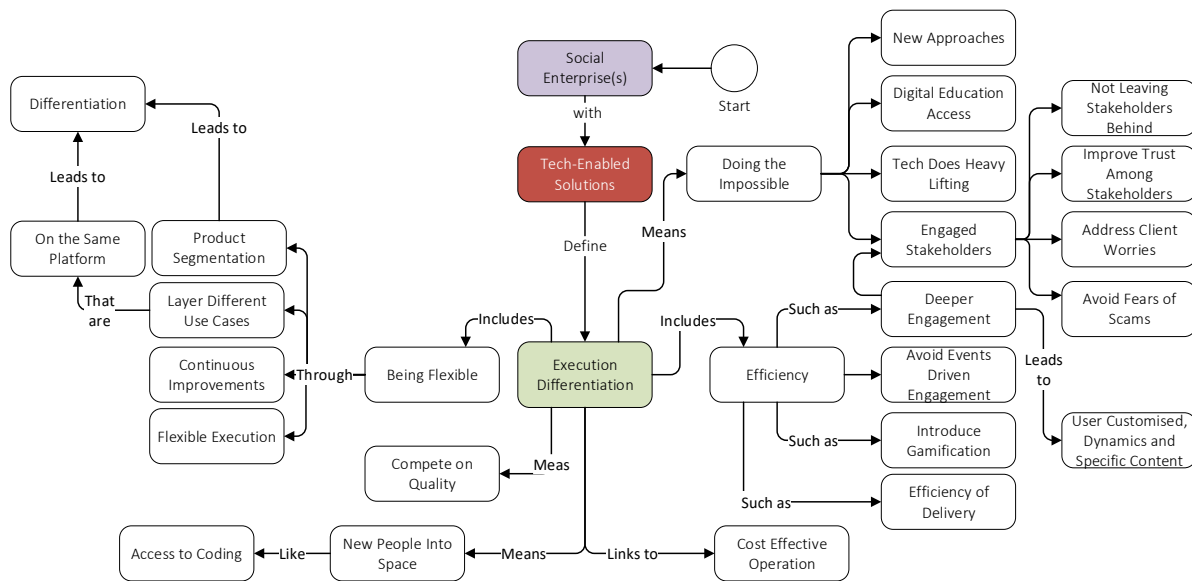 New Approaches
Social
Enterprise(s)
Start
Differentiation
Digital Education
Access
Not Leaving
Stakeholders
Behind
with
Leads to
Tech-Enabled
Solutions
Doing the
Impossible
Tech Does Heavy
Lifting
Improve Trust
Among
Stakeholders
Leads to
Means
On the Same
Platform
Product
Segmentation
Define
Engaged
Stakeholders
Address Client
Worries
That
are
Layer Different
Use Cases
Such as
Deeper
Engagement
Avoid Fears of
Scams
Includes
Includes
Continuous
Improvements
Through
Being Flexible
Execution
Differentiation
Efficiency
Avoid Events
Driven
Engagement
Leads
to
Flexible Execution
Such as
Introduce
Gamification
User Customised,
Dynamics and
Specific Content
Compete on
Quality
Meas
Such as
Efficiency of
Delivery
Access to Coding
Like
New People Into
Space
Means
Links to
Cost Effective
Operation